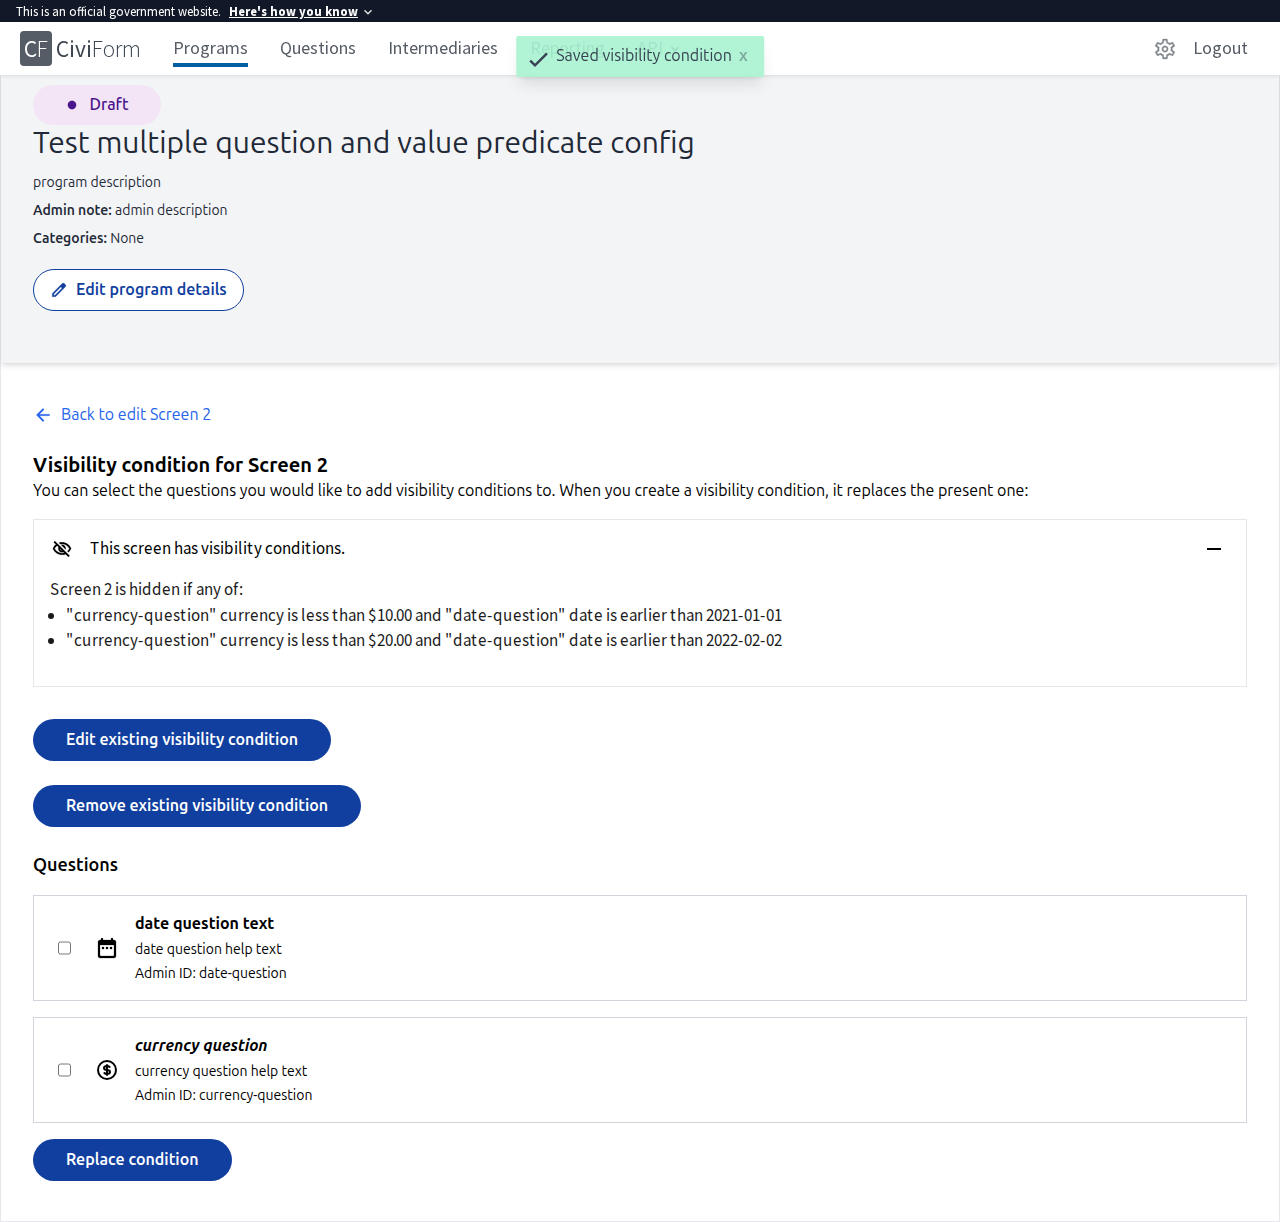 This is an official government website. Here's how you know
CF CiviForm Programs Questions Intermediaries Logout
Saved visibility condition x
Draft
Test multiple question and value predicate config
program description
Admin note: admin description
Categories: None
Edit program details
Back to edit Screen 2
Visibility condition for Screen 2
You can select the questions you would like to add visibility conditions to. When you create a visibility condition, it replaces the present one:
This screen has visibility conditions.
Screen 2 is hidden if any of:
"currency-question" currency is less than $10.00 and "date-question" date is earlier than 2021-01-01
"currency-question" currency is less than $20.00 and "date-question" date is earlier than 2022-02-02
Edit existing visibility condition
Remove existing visibility condition
Questions
date question text
date question help text
Admin ID: date-question
currency question
currency question help text
Admin ID: currency-question
Replace condition